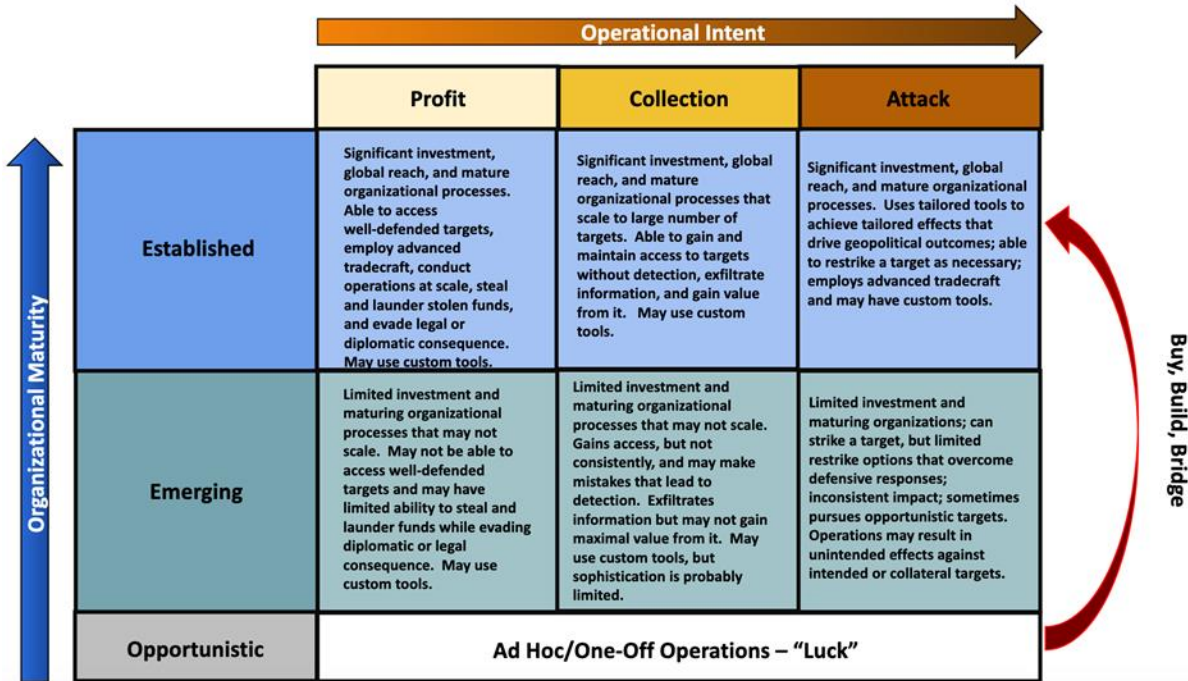 Operational Intent
Profit
Collection
Attack
Organizational Maturity
Established
Significant investment,
global reach, and mature
organizational processes.
Able to access
well-defended targets,
employ advanced
tradecraft, conduct
operations at scale, steal
and launder stolen funds,
and evade legal or
diplomatic consequence.
May use custom tools.
Significant investment, global
reach, and mature
organizational processes that
scale to large number of
targets. Able to gain and
maintain access to targets
without detection, exfiltrate
information, and gain value
from it. May use custom
tools.
Significant investment, global
reach, and mature organizational
processes. Uses tailored tools to
achieve tailored effects that
drive geopolitical outcomes; able
to restrike a target as necessary;
employs advanced tradecraft
and may have custom tools.
Emerging
Limited investment and
maturing organizational
processes that may not
scale. May not be able to
access well-defended
targets and may have
limited ability to steal and
launder funds while evading
diplomatic or legal
consequence. May use
custom tools.
Limited investment and
maturing organizational
processes that may not scale.
Gains access, but not
consistently, and may make
mistakes that lead to
detection. Exfiltrates
information but may not gain
maximal value from it. May
use custom tools, but
sophistication is probably
limited.
Limited investment and
maturing organizations; can
strike a target, but limited
restrike options that overcome
defensive responses;
inconsistent impact; sometimes
pursues opportunistic targets.
Operations may result in
unintended effects against
intended or collateral targets.
Opportunistic
Ad Hoc/One-Off Operations – “Luck”
Buy, Build, Bridge